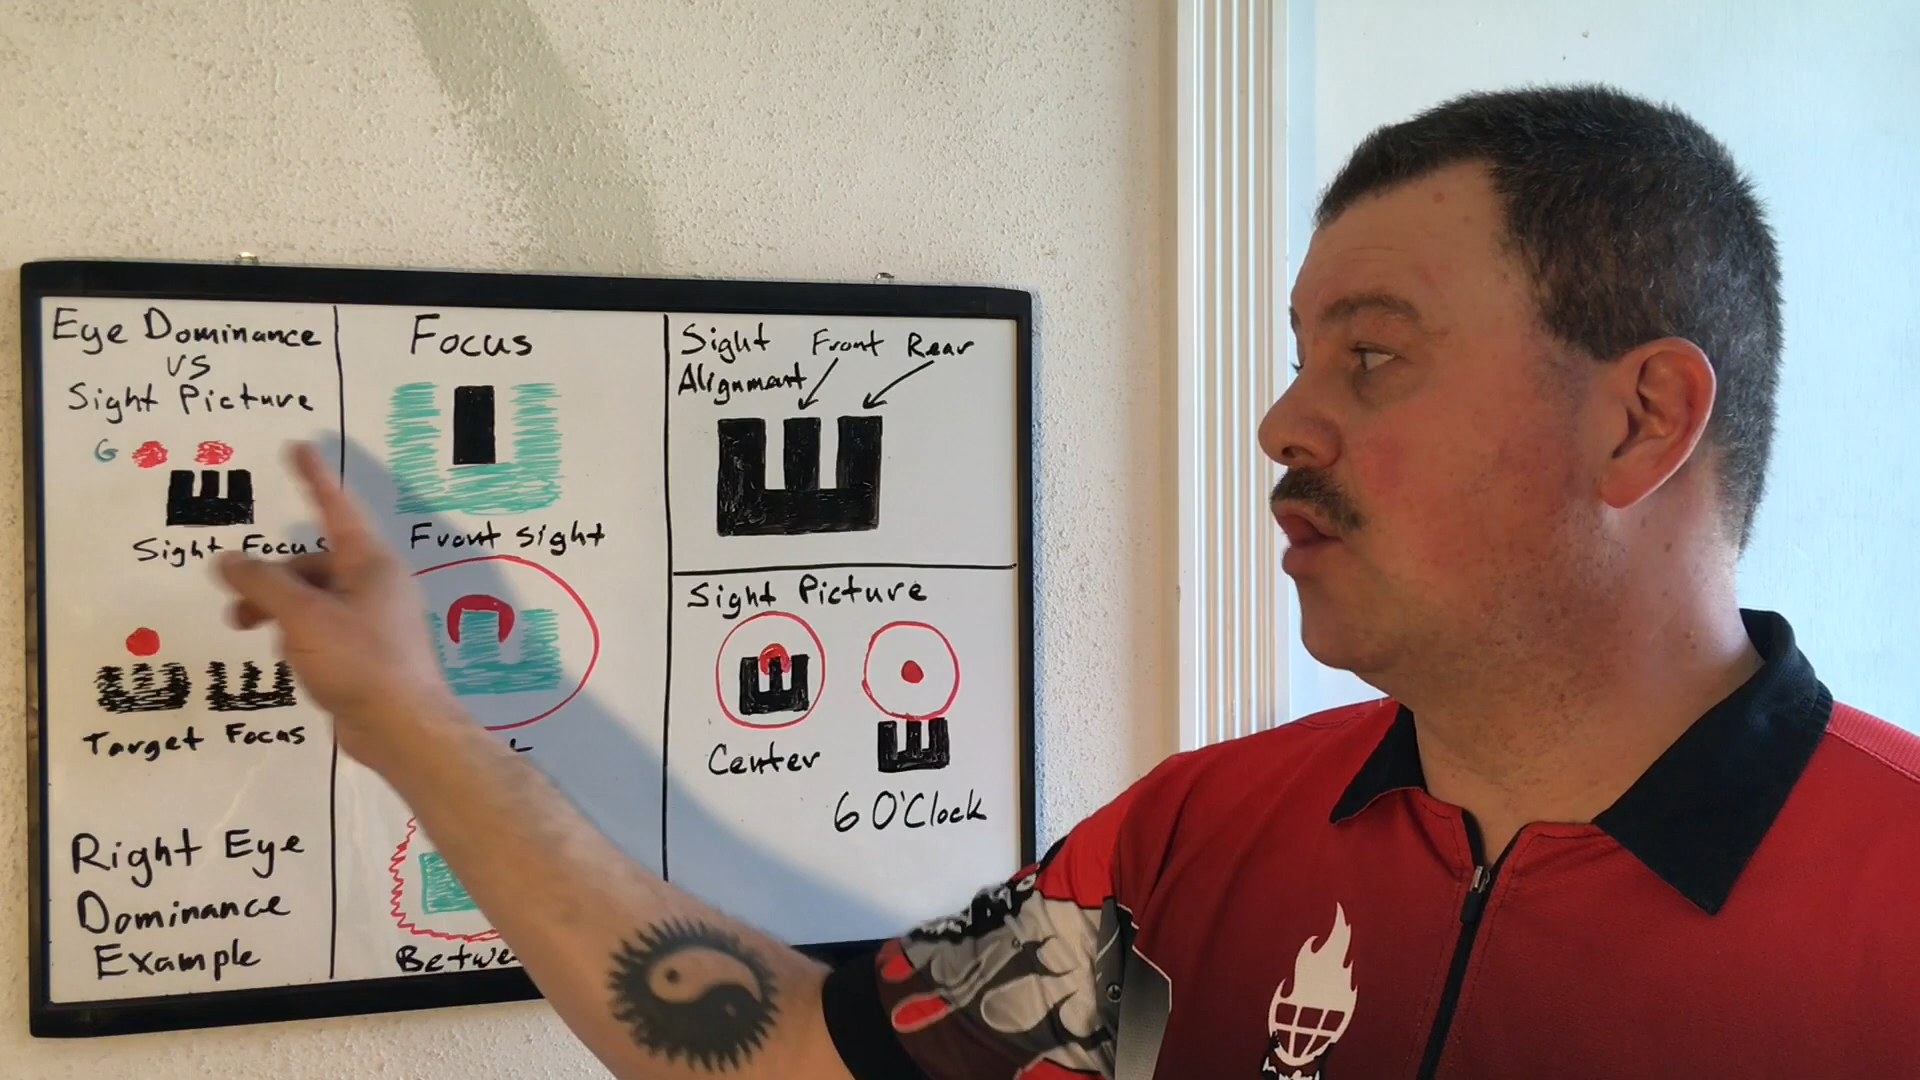 Eye Dominance
VS
Sight Picture
6
Sight Focus
Target Focus
Right Eye
Dominance
Example
Focus
Front Sight
Sight
Alignment
Front
Rear
Sight Picture
Center
6 O'Clock